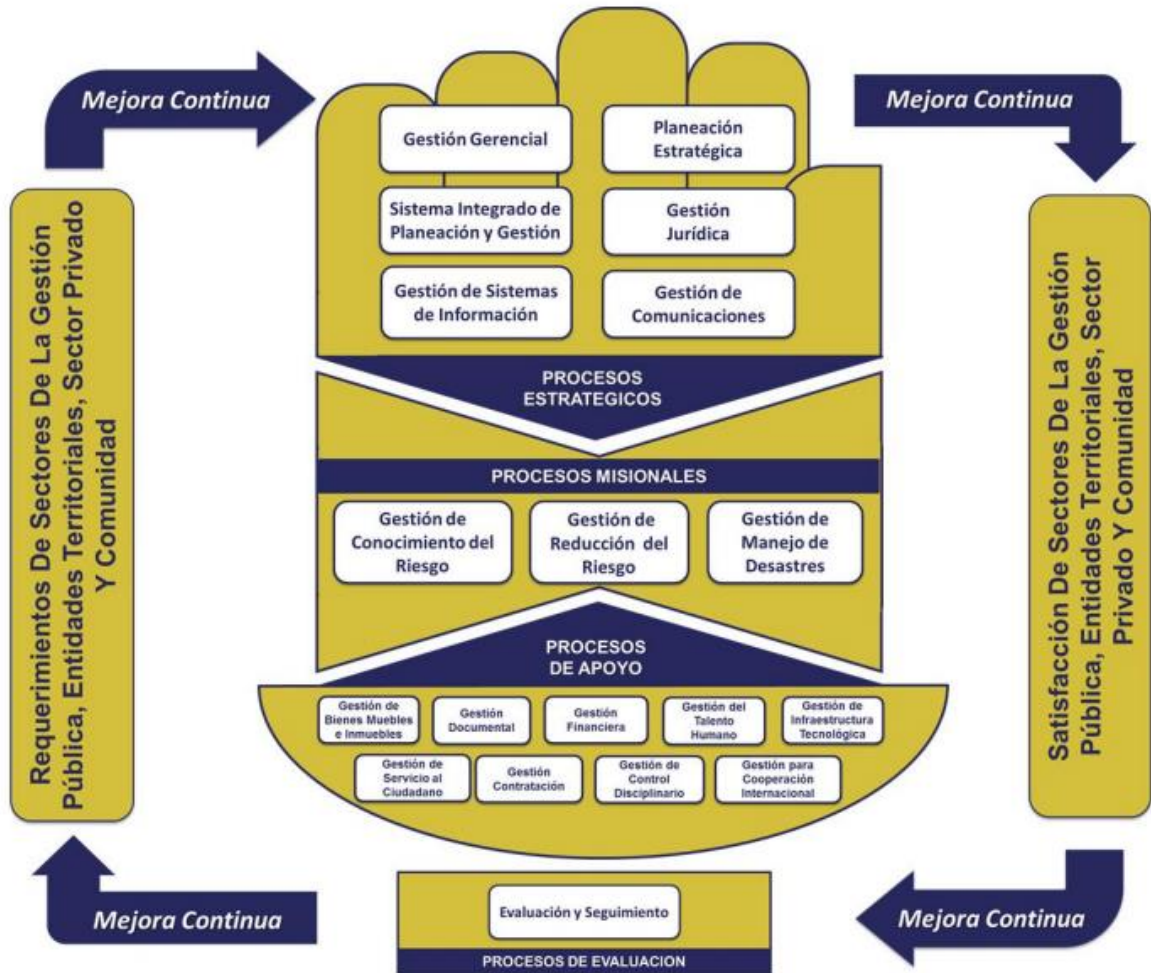 Mejora Continua
Mejora Continua
Requerimientos De Sectores De La Gestión
Pública, Entidades Territoriales, Sector Privado
Y Comunidad
Gestión Gerencial
Planeación
Estratégica
Sistema Integrado de
Planeación y Gestión
Gestión
Jurídica
Gestión de Sistemas
de Información
Gestión de
Comunicaciones
PROCESOS
ESTRATEGICOS
PROCESOS MISIONALES
Gestión de
Conocimiento del
Riesgo
Gestión de
Reducción del
Riesgo
Gestión de
Manejo de
Desastres
PROCESOS
DE APOYO
Gestión de
Bienes Muebles
e Inmuebles
Gestión
Documental
Gestión
Financiera
Gestión del
Talento
Humano
Gestión de
Infraestructura
Tecnológica
Gestión de
Servicio al
Ciudadano
Gestión
Contratación
Gestión de
Control
Disciplinario
Gestión para
Cooperación
Internacional
Satisfacción De Sectores De La Gestión
Pública, Entidades Territoriales, Sector
Privado Y Comunidad
Mejora Continua
Evaluación y Seguimiento
PROCESOS DE EVALUACION
Mejora Continua